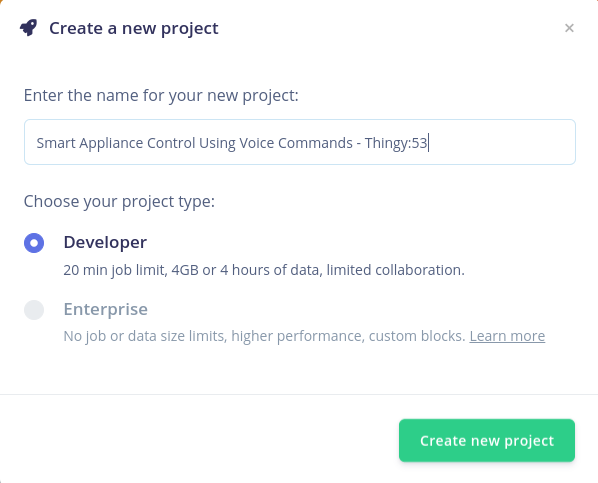 Create a new project
×
Enter the name for your new project:
Smart Appliance Control Using Voice Commands - Thingy:53
Choose your project type:
Developer
20 min job limit, 4GB or 4 hours of data, limited collaboration.
Enterprise
No job or data size limits, higher performance, custom blocks. Learn more
Create new project